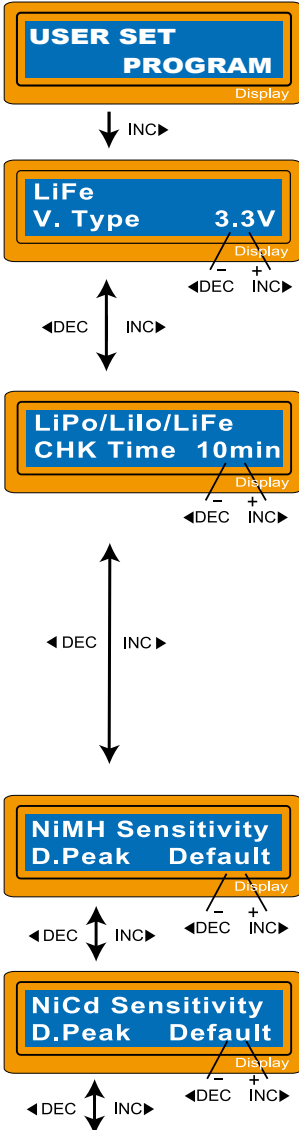 USER SET
PROGRAM
Display
INC▶
LiFe
V. Type 3.3V
Display
− +
◀DEC INC▶
◀DEC INC▶
LiPo/LiIo/LiFe
CHK Time 10min
Display
− +
◀DEC INC▶
◀ DEC INC ▶
NiMH Sensitivity
D.Peak Default
Display
− +
◀DEC INC▶
◀DEC INC▶
NiCd Sensitivity
D.Peak Default
Display
− +
◀DEC INC▶
◀DEC INC▶